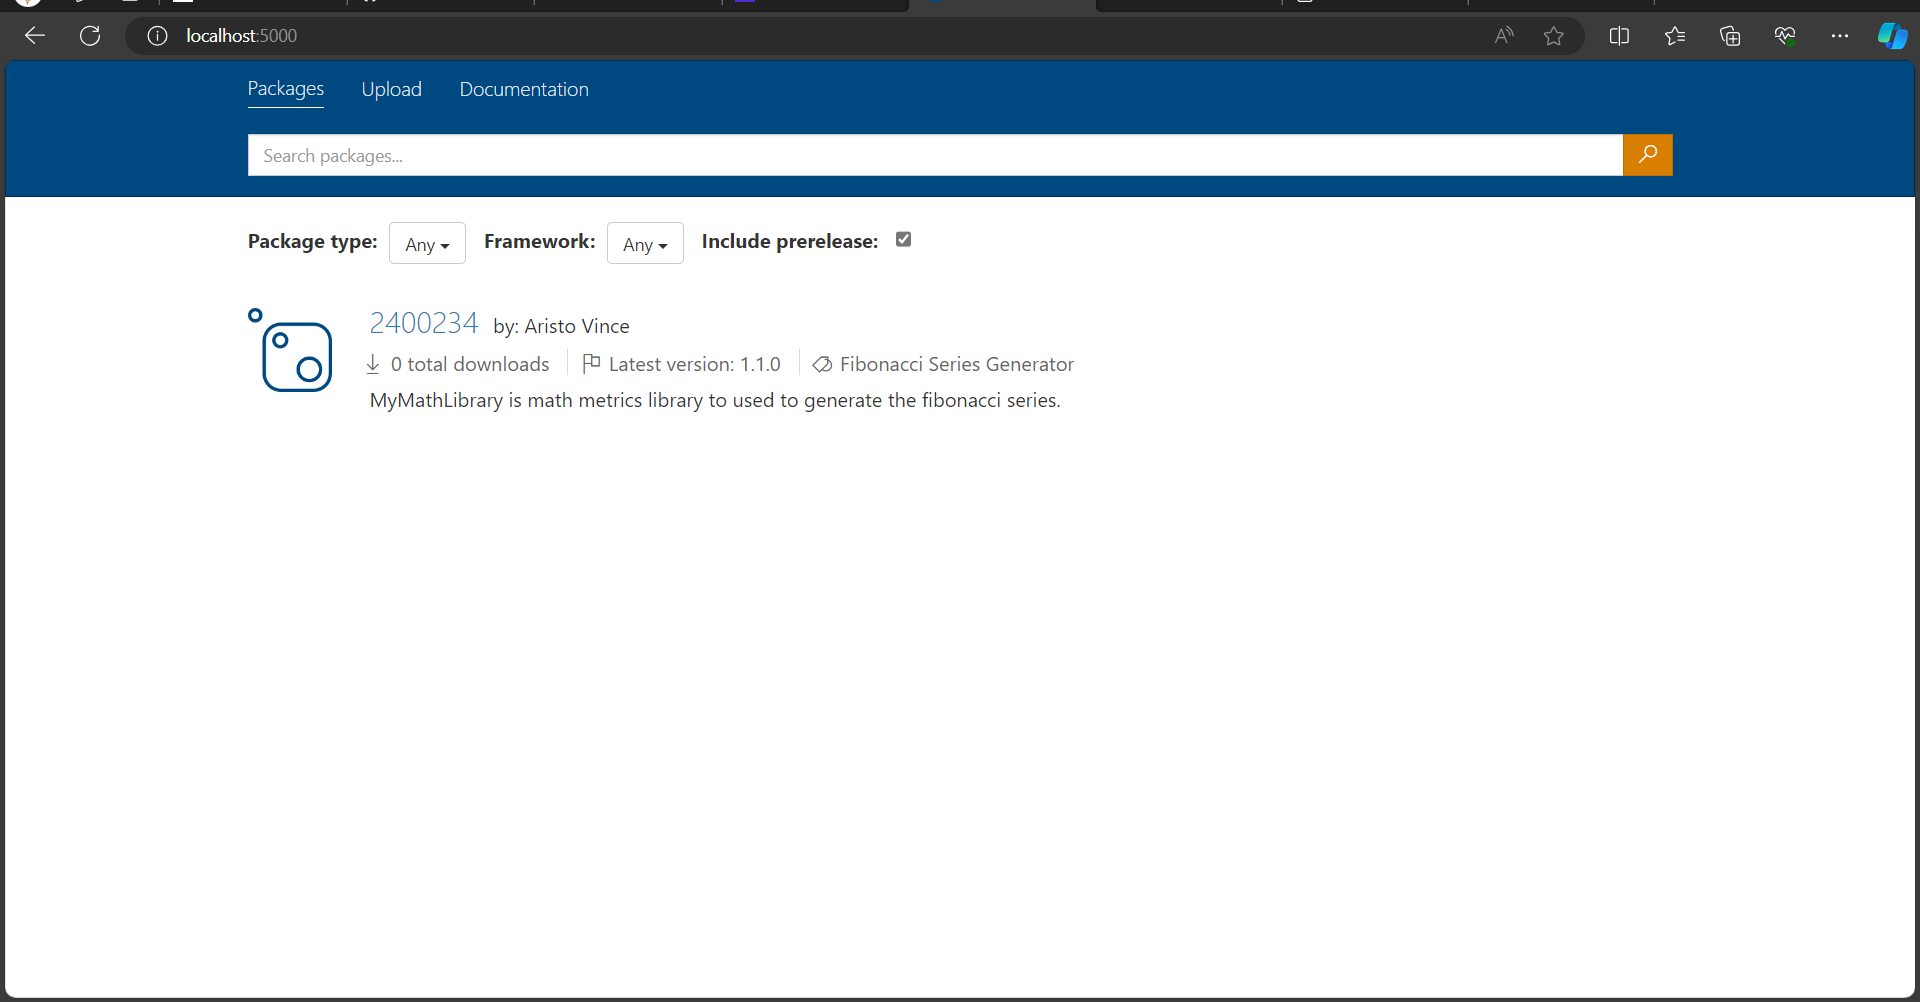 localhost:5000
Packages Upload Documentation
Search packages...
Package type: Any Framework: Any Include prerelease:
2400234 by: Aristo Vince
0 total downloads Latest version: 1.1.0 Fibonacci Series Generator
MyMathLibrary is math metrics library to used to generate the fibonacci series.